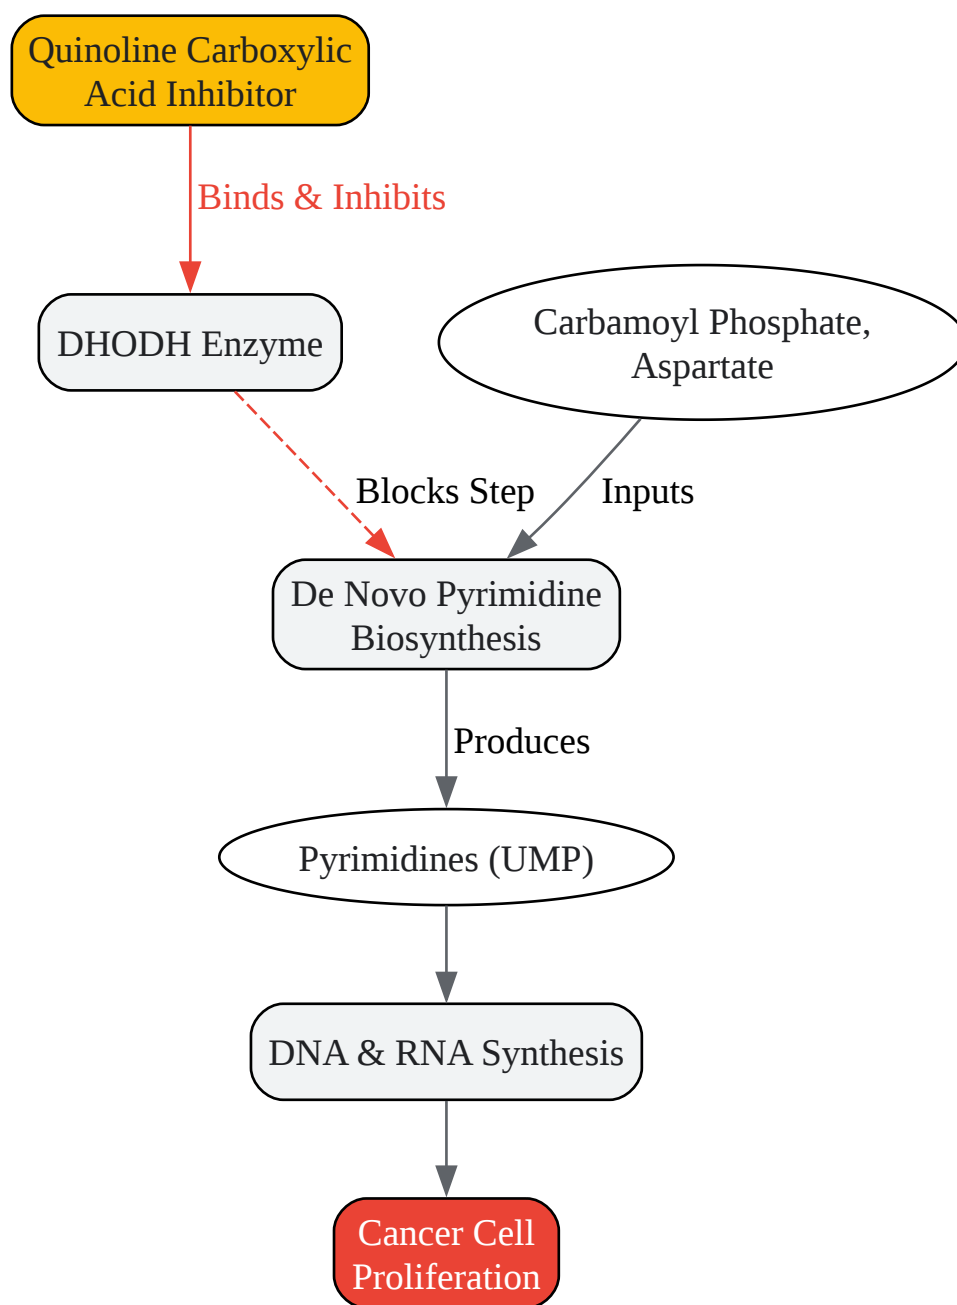 Quinoline Carboxylic
Acid Inhibitor
Binds & Inhibits
DHODH Enzyme
Carbamoyl Phosphate,
Aspartate
Blocks Step
Inputs
De Novo Pyrimidine
Biosynthesis
Produces
Pyrimidines (UMP)
DNA & RNA Synthesis
Cancer Cell
Proliferation